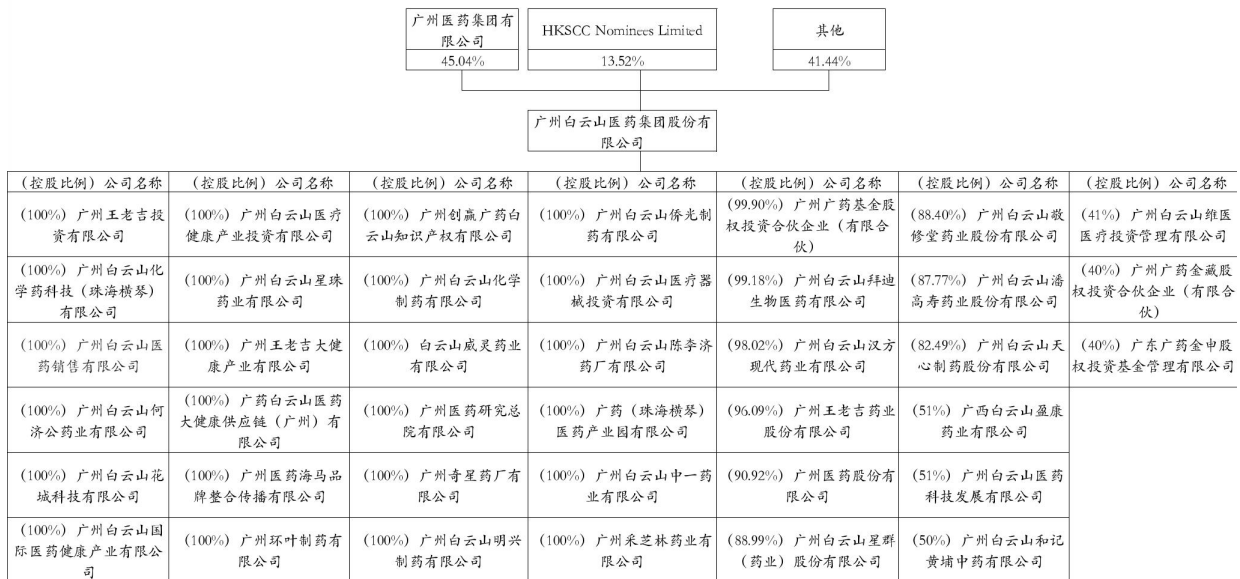 广州医药集团有
限公司
45.04%
HKSCC Nominees Limited
13.52%
其他
41.44%
广州白云山医药集团股份有
限公司
(控股比例) 公司名称
(控股比例) 公司名称
(控股比例) 公司名称
(控股比例) 公司名称
(控股比例) 公司名称
(控股比例) 公司名称
(控股比例) 公司名称
(100%) 广州王老吉投
资有限公司
(100%) 广州白云山医疗
健康产业投资有限公司
(100%) 广州创赢广药白
云山知识产权有限公司
(100%) 广州白云山侨光制
药有限公司
(99.90%) 广州广药基金股
权投资合伙企业（有限合
伙）
(88.40%) 广州白云山敬
修堂药业股份有限公司
(41%) 广州白云山维医
医疗投资管理有限公司
(100%) 广州白云山化
学药科技（珠海横琴）
有限公司
(100%) 广州白云山星珠
药业有限公司
(100%) 广州白云山化学
制药有限公司
(100%) 广州白云山医疗器
械投资有限公司
(99.18%) 广州白云山拜迪
生物医药有限公司
(87.77%) 广州白云山潘
高寿药业股份有限公司
(40%) 广州广药金藏股
权投资合伙企业（有限合
伙）
(100%) 广州白云山医
药销售有限公司
(100%) 广州王老吉大健
康产业有限公司
(100%) 白云山威灵药业
有限公司
(100%) 广州白云山陈李济
药厂有限公司
(98.02%) 广州白云山汉方
现代药业有限公司
(82.49%) 广州白云山天
心制药股份有限公司
(40%) 广东广药金申股
权投资基金管理有限公司
(100%) 广州白云山何
济公药业有限公司
(100%) 广药白云山医药
大健康供应链（广州）有
限公司
(100%) 广州医药研究总
院有限公司
(100%) 广药（珠海横琴）
医药产业园有限公司
(96.09%) 广州王老吉药业
股份有限公司
(51%) 广西白云山盈康
药业有限公司
(100%) 广州白云山花
城科技有限公司
(100%) 广州医药海马品
牌整合传播有限公司
(100%) 广州奇星药厂有
限公司
(100%) 广州白云山中一药
业有限公司
(90.92%) 广州医药股份有
限公司
(51%) 广州白云山医药
科技发展有限公司
(100%) 广州白云山国
际医药健康产业有限公
司
(100%) 广州环叶制药有
限公司
(100%) 广州白云山明兴
制药有限公司
(100%) 广州采芝林药业有
限公司
(88.99%) 广州白云山星群
（药业）股份有限公司
(50%) 广州白云山和记
黄埔中药有限公司